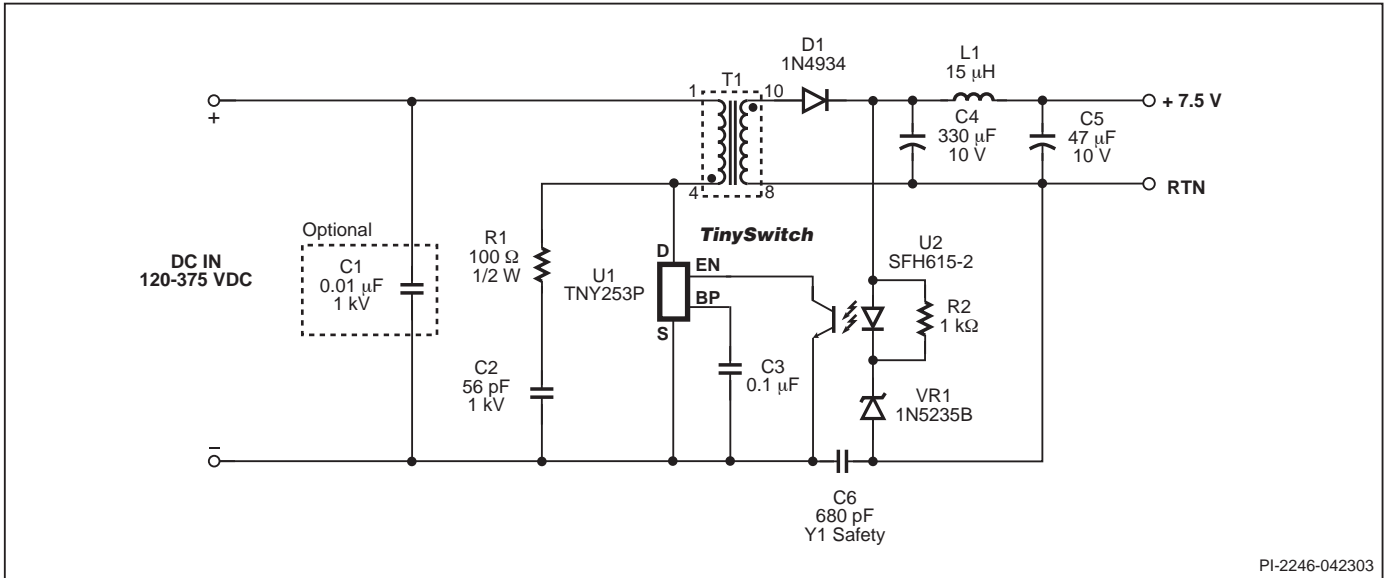 D1
1N4934
L1
15 µH
T1
1
10
+
+ 7.5 V
C4
330 µF
10 V
C5
47 µF
10 V
4
8
RTN
Optional
C1
0.01 µF
1 kV
DC IN
120-375 VDC
R1
100 Ω
1/2 W
TinySwitch
D
EN
U1
TNY253P
BP
S
U2
SFH615-2
R2
1 kΩ
C2
56 pF
1 kV
C3
0.1 µF
VR1
1N5235B
–
C6
680 pF
Y1 Safety
PI-2246-042303